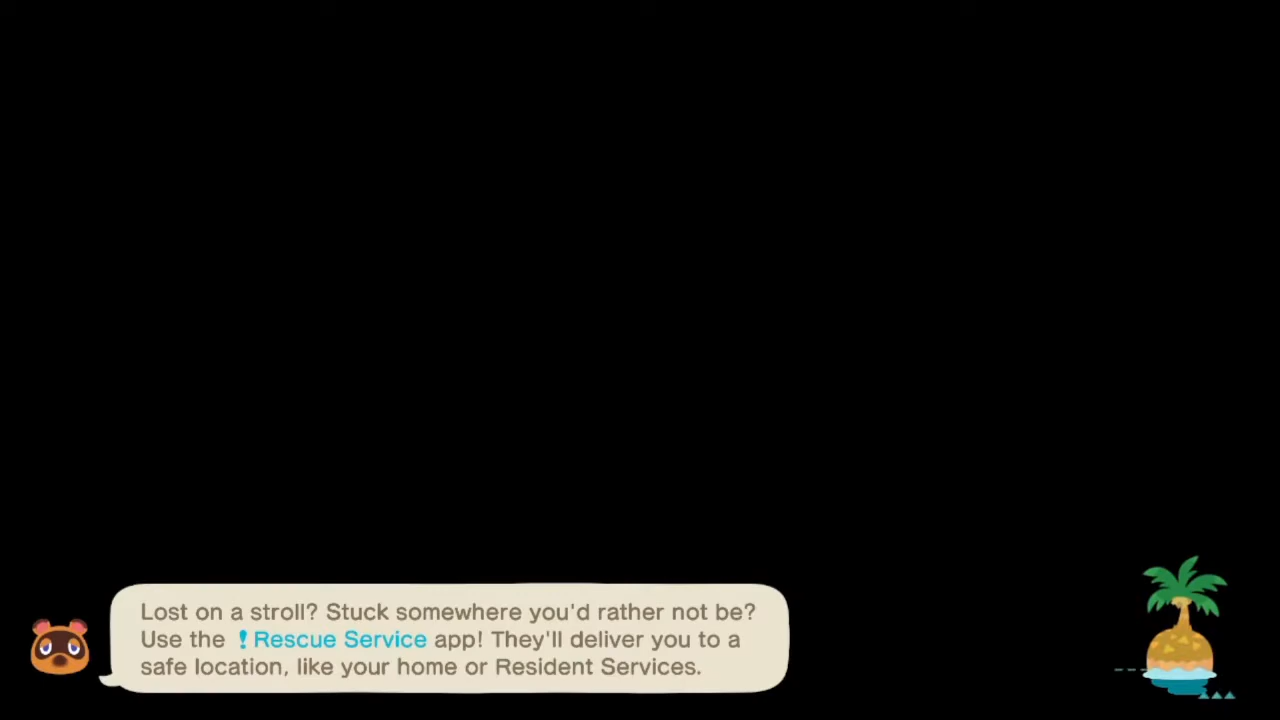 Lost on a stroll? Stuck somewhere you'd rather not be?
Use the ! Rescue Service app! They'll deliver you to a
safe location, like your home or Resident Services.